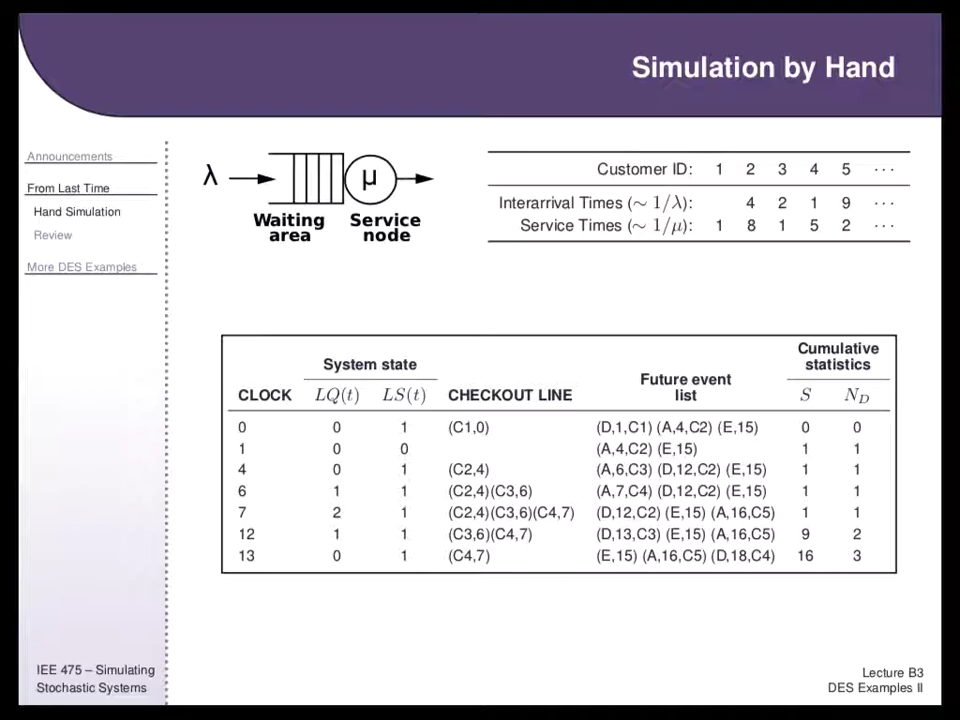 Simulation by Hand
Announcements
From Last Time
Hand Simulation
Review
More DES Examples
λ μ
Waiting area
Service node
Customer ID: 1 2 3 4 5 ···
Interarrival Times (∼ 1/λ): 4 2 1 9 ···
Service Times (∼ 1/μ): 1 8 1 5 2 ···
System state
Cumulative statistics
CLOCK LQ(t) LS(t) CHECKOUT LINE Future event list S N_D
0 0 1 (C1,0) (D,1,C1) (A,4,C2) (E,15) 0 0
1 0 0 (A,4,C2) (E,15) 1 1
4 0 1 (C2,4) (A,6,C3) (D,12,C2) (E,15) 1 1
6 1 1 (C2,4)(C3,6) (A,7,C4) (D,12,C2) (E,15) 1 1
7 2 1 (C2,4)(C3,6)(C4,7) (D,12,C2) (E,15) (A,16,C5) 1 1
12 1 1 (C3,6)(C4,7) (D,13,C3) (E,15) (A,16,C5) 9 2
13 0 1 (C4,7) (E,15) (A,16,C5) (D,18,C4) 16 3
IEE 475 – Simulating
Stochastic Systems
Lecture B3
DES Examples II